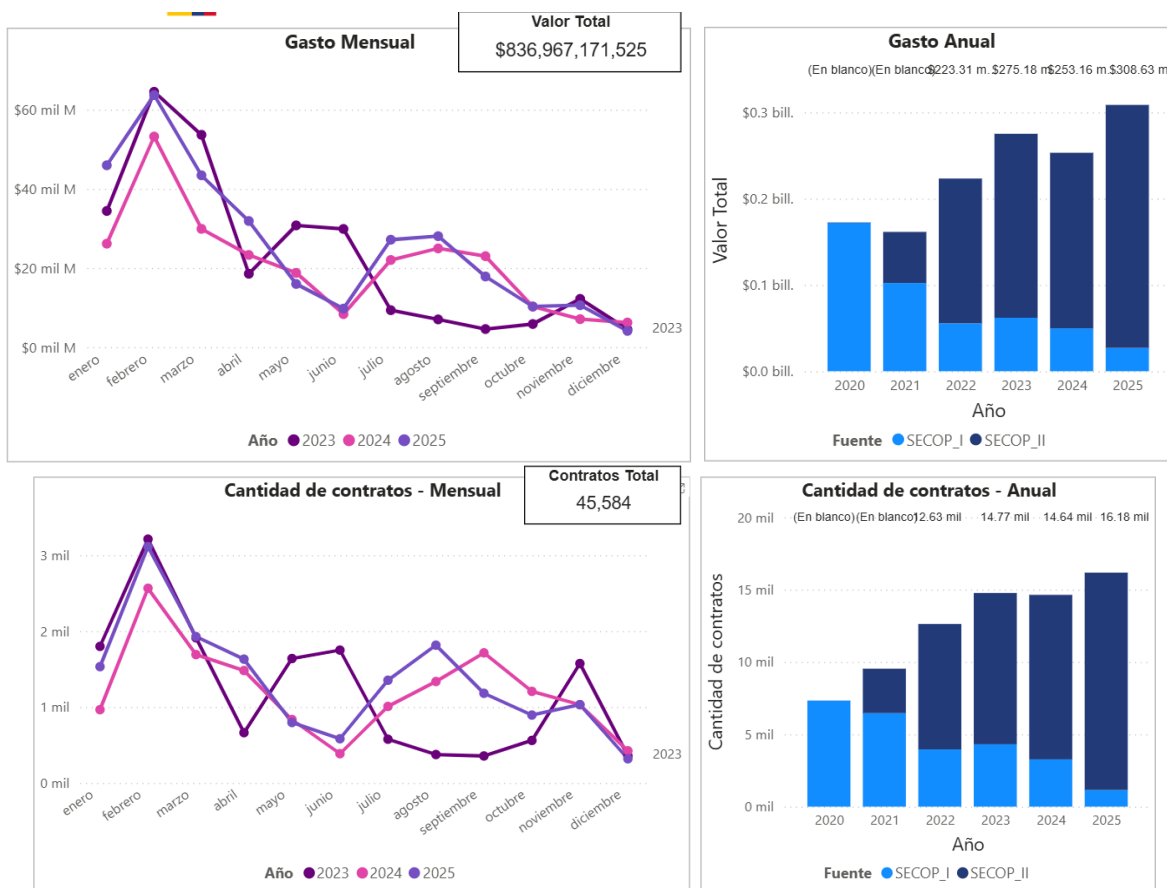 Gasto Mensual
Valor Total
$836,967,171,525
$60 mil M
$40 mil M
$20 mil M
$0 mil M
2023
enero
febrero
marzo
abril
mayo
junio
julio
agosto
septiembre
octubre
noviembre
diciembre
Año 2023 2024 2025
Gasto Anual
(En blanco) (En blanco) $223.31 m. $275.18 m $253.16 m. $308.63 m
Valor Total
$0.3 bill.
$0.2 bill.
$0.1 bill.
$0.0 bill.
2020 2021 2022 2023 2024 2025
Año
Fuente SECOP_I SECOP_II
Cantidad de contratos - Mensual
Contratos Total
45,584
3 mil
2 mil
1 mil
0 mil
2023
enero
febrero
marzo
abril
mayo
junio
julio
agosto
septiembre
octubre
noviembre
diciembre
Año 2023 2024 2025
Cantidad de contratos - Anual
(En blanco) (En blanco) 12.63 mil 14.77 mil 14.64 mil 16.18 mil
Cantidad de contratos
20 mil
15 mil
10 mil
5 mil
0 mil
2020 2021 2022 2023 2024 2025
Año
Fuente SECOP_I SECOP_II